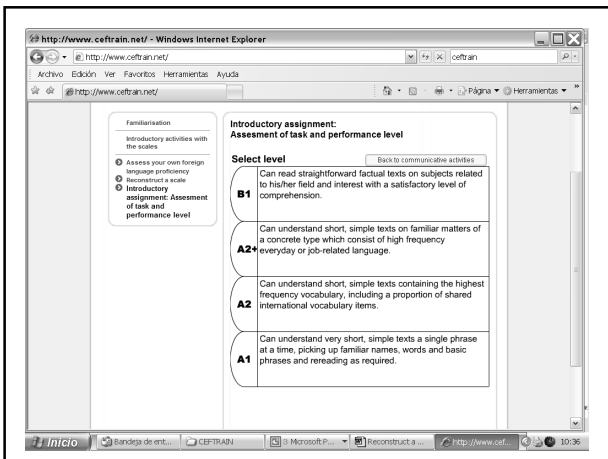 http://www.ceftrain.net/ - Windows Internet Explorer
http://www.ceftrain.net/
ceftrain
Archivo Edición Ver Favoritos Herramientas Ayuda
http://www.ceftrain.net/
Página Herramientas
Familiarisation
Introductory activities with
the scales
Assess your own foreign
language proficiency
Reconstruct a scale
Introductory
assignment: Assesment
of task and
performance level
Introductory assignment:
Assesment of task and performance level
Select level
Back to communicative activities
B1
Can read straightforward factual texts on subjects related
to his/her field and interest with a satisfactory level of
comprehension.
A2+
Can understand short, simple texts on familiar matters of
a concrete type which consist of high frequency
everyday or job-related language.
A2
Can understand short, simple texts containing the highest
frequency vocabulary, including a proportion of shared
international vocabulary items.
A1
Can understand very short, simple texts a single phrase
at a time, picking up familiar names, words and basic
phrases and rereading as required.
Inicio
Bandeja de ent...
CEFTRAIN
3 Microsoft P...
Reconstruct a ...
http://www.cef...
10:36